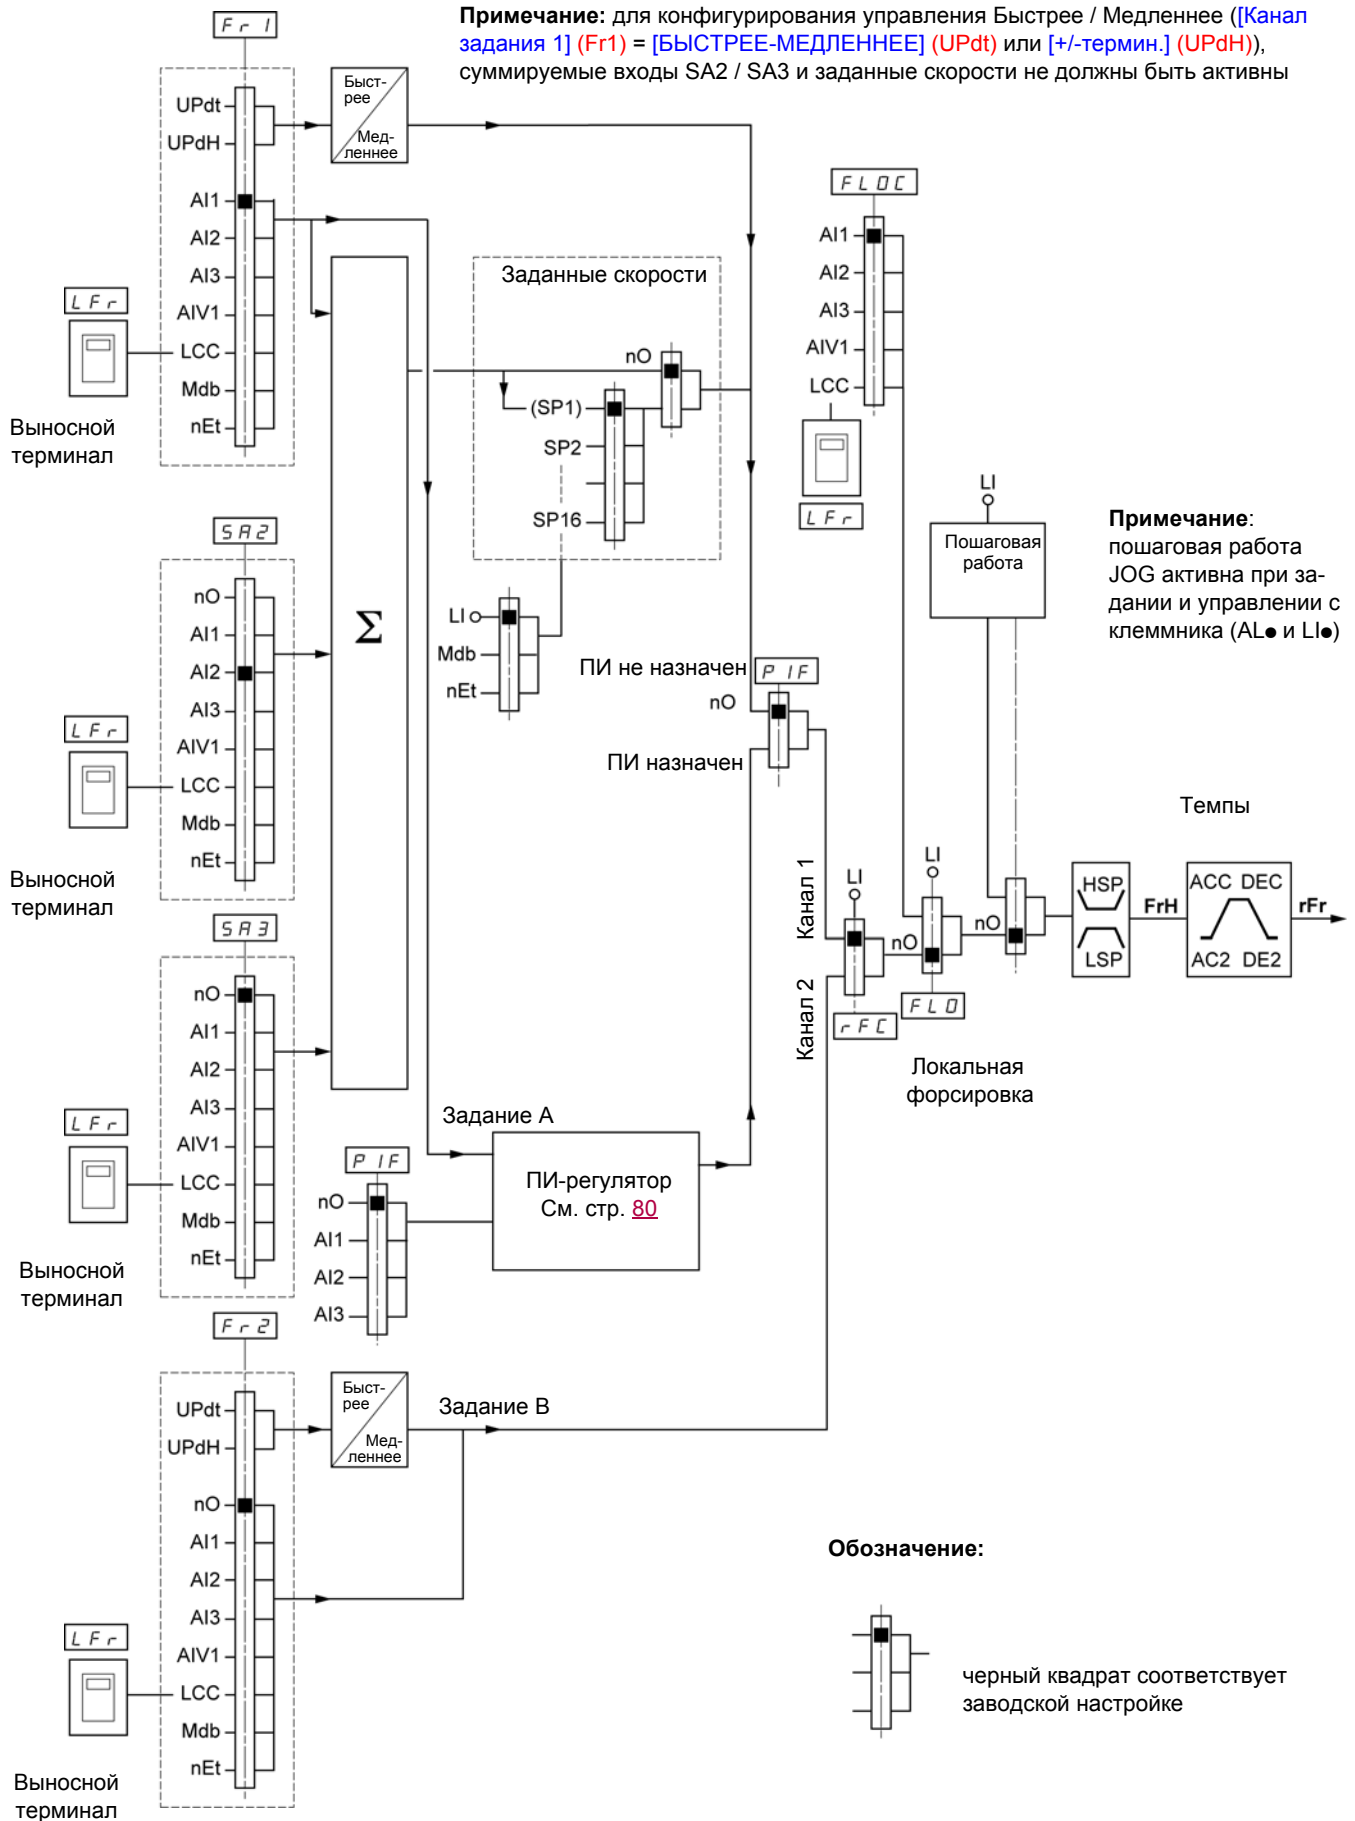 Примечание: для конфигурирования управления Быстрее / Медленнее ([Канал
задания 1] (Fr1) = [БЫСТРЕЕ-МЕДЛЕННЕЕ] (UPdt) или [+/-термин.] (UPdH)),
суммируемые входы SA2 / SA3 и заданные скорости не должны быть активны
Fr1
UPdt
UPdH
AI1
AI2
AI3
AIV1
LCC
Mdb
nEt
LFr
Выносной
терминал
Быст-
рее
Мед-
леннее
Заданные скорости
nO
(SP1)
SP2
SP16
LI
Mdb
nEt
Σ
SA2
nO
AI1
AI2
AI3
AIV1
LCC
Mdb
nEt
LFr
Выносной
терминал
SA3
nO
AI1
AI2
AI3
AIV1
LCC
Mdb
nEt
LFr
Выносной
терминал
FLOC
AI1
AI2
AI3
AIV1
LCC
LFr
LI
Пошаговая
работа
Примечание:
пошаговая работа
JOG активна при за-
дании и управлении с
клеммника (AL● и LI●)
ПИ не назначен
PIF
nO
ПИ назначен
Канал 1
Канал 2
LI
rFC
nO
LI
FLO
Локальная
форсировка
nO
HSP
LSP
FrH
Темпы
ACC DEC
AC2 DE2
rFr
Задание A
PIF
nO
AI1
AI2
AI3
ПИ-регулятор
См. стр. 80
Fr2
UPdt
UPdH
nO
AI1
AI2
AI3
AIV1
LCC
Mdb
nEt
LFr
Выносной
терминал
Быст-
рее
Мед-
леннее
Задание B
Обозначение:
черный квадрат соответствует
заводской настройке